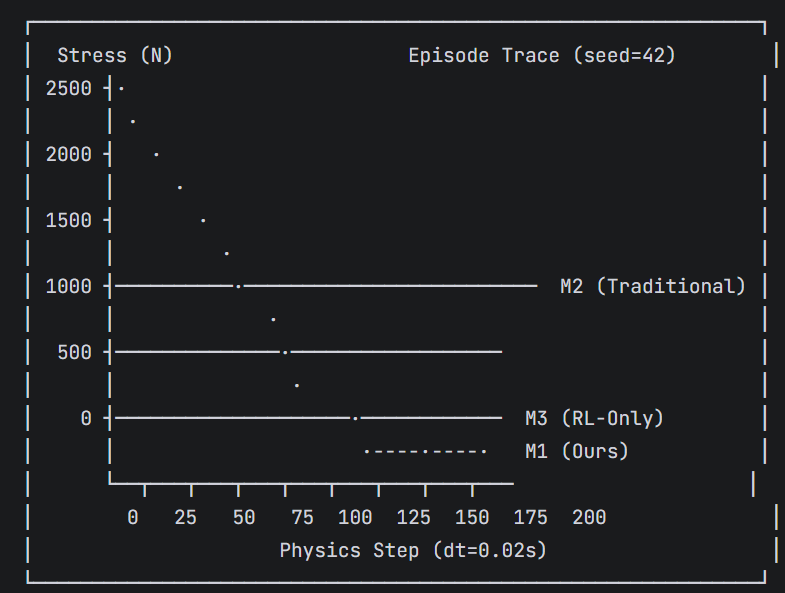 Stress (N) Episode Trace (seed=42)
2500
2000
1500
1000 M2 (Traditional)
500
0 M3 (RL-Only)
M1 (Ours)
0 25 50 75 100 125 150 175 200
Physics Step (dt=0.02s)